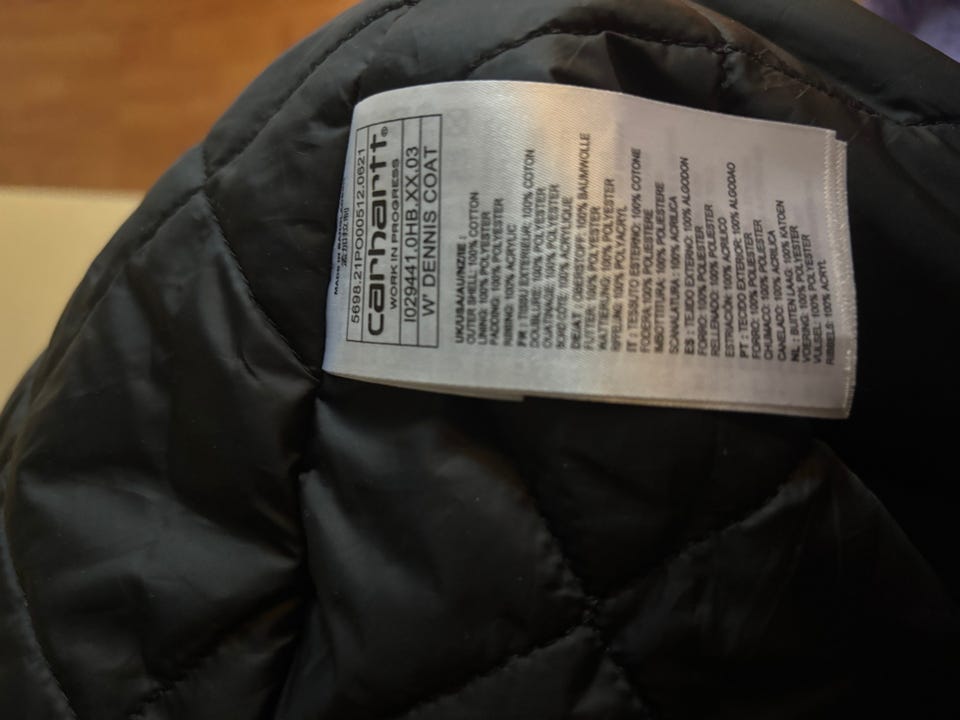 5698.21PO00512.0621
carhartt®
WORK IN PROGRESS
I029441.0HB.XX.03
W' DENNIS COAT
UK/USA/AU/NZ/IE :
OUTER SHELL: 100% COTTON
LINING: 100% POLYESTER
PADDING: 100% POLYESTER
RIBBING: 100% ACRYLIC
FR : TISSU EXTERIEUR: 100% COTON
DOUBLURE: 100% POLYESTER
OUATINAGE: 100% POLYESTER
BORD COTE: 100% ACRYLIQUE
DE/AT : OBERSTOFF: 100% BAUMWOLLE
FUTTER: 100% POLYESTER
WATTIERUNG: 100% POLYESTER
100% POLYACRYL
IT : TESSUTO ESTERNO: 100% COTONE
FODERA: 100% POLIESTERE
IMBOTTITURA: 100% POLIESTERE
SCANALATURA : 100% ACRILICA
ES : TEJIDO EXTERNO: 100% ALGODON
FORRO: 100% POLIESTER
RELLENADO: 100% POLIESTER
ESTRIACIÓN: 100% ACRILICO
PT : TECIDO EXTERIOR: 100% ALGODAO
FORRO: 100% POLIESTER
CHUMACO: 100% POLIESTER
CANELADO: 100% ACRILICA
NL : BUITEN LAAG: 100% KATOEN
VOERING: 100% POLYESTER
VULSEL: 100% POLYESTER
RIBBELS: 100% ACRYL